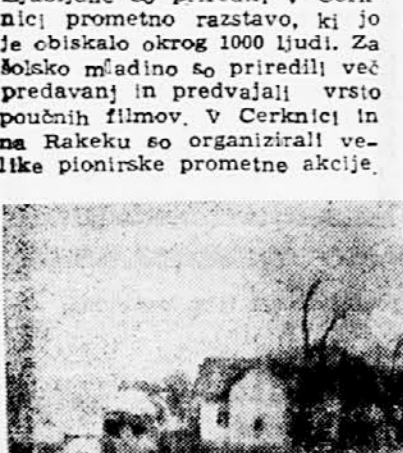 nici prometno razstavo, ki jo
je obiskalo okrog 1000 ljudi. Za
šolsko mladino so priredili več
predavanj in predvajali vrsto
poučnih filmov. V Cerknici in
na Rakeku so organizirali ve-
like pionirske prometne akcije.